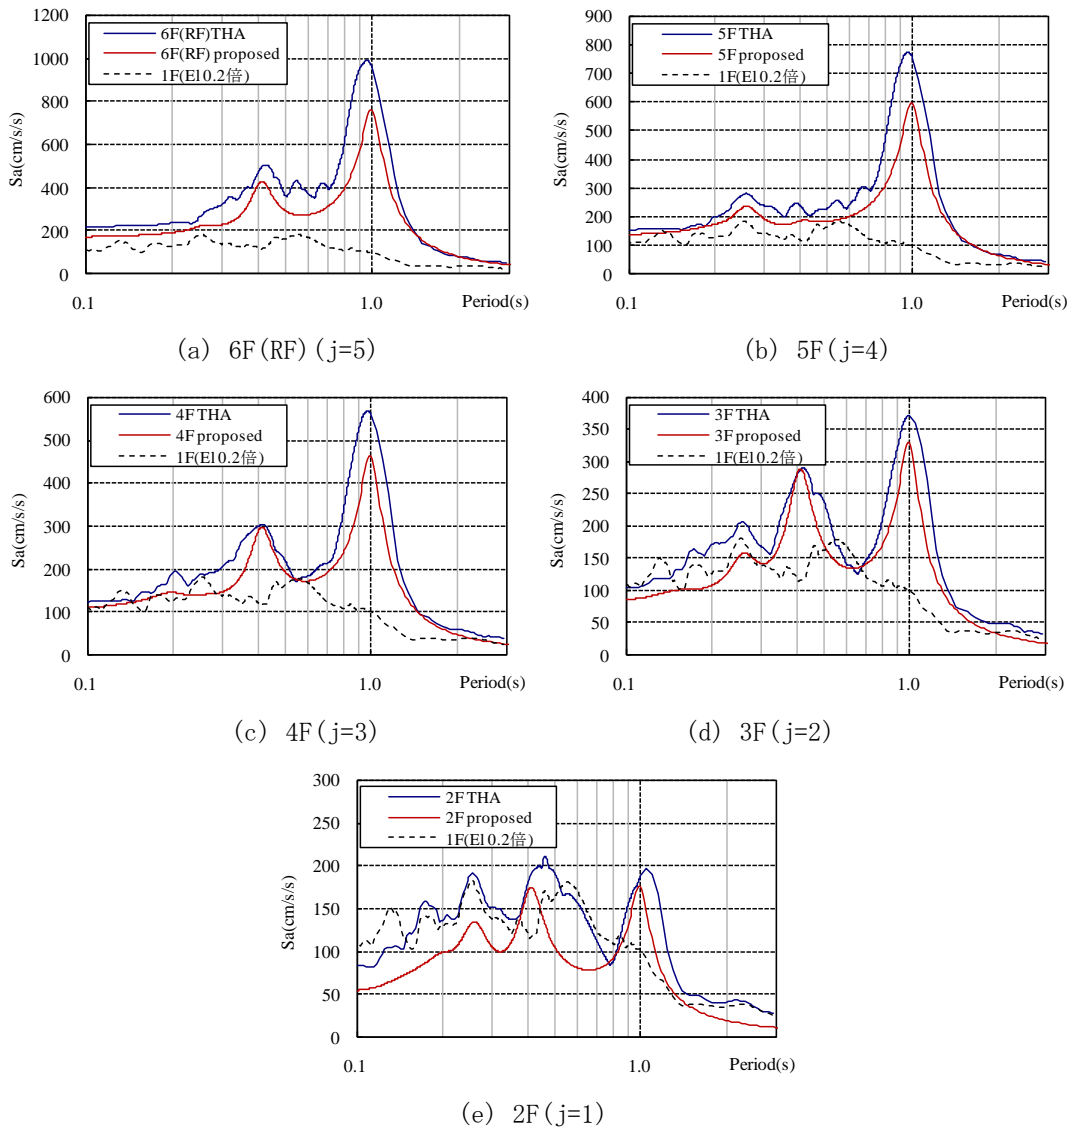 1200
1000
800
600
400
200
0
Sa(cm/s/s)
6F(RF)THA
6F(RF) proposed
1F(El0.2倍)
0.1
1.0
Period(s)
(a) 6F(RF)(j=5)
900
800
700
600
500
400
300
200
100
0
Sa(cm/s/s)
5F THA
5F proposed
1F(El0.2倍)
0.1
1.0
Period(s)
(b) 5F(j=4)
600
500
400
300
200
100
0
Sa(cm/s/s)
4F THA
4F proposed
1F(El0.2倍)
0.1
1.0
Period(s)
(c) 4F(j=3)
400
350
300
250
200
150
100
50
0
Sa(cm/s/s)
3F THA
3F proposed
1F(El0.2倍)
0.1
1.0
Period(s)
(d) 3F(j=2)
300
250
200
150
100
50
0
Sa(cm/s/s)
2F THA
2F proposed
1F(El0.2倍)
0.1
1.0
Period(s)
(e) 2F(j=1)